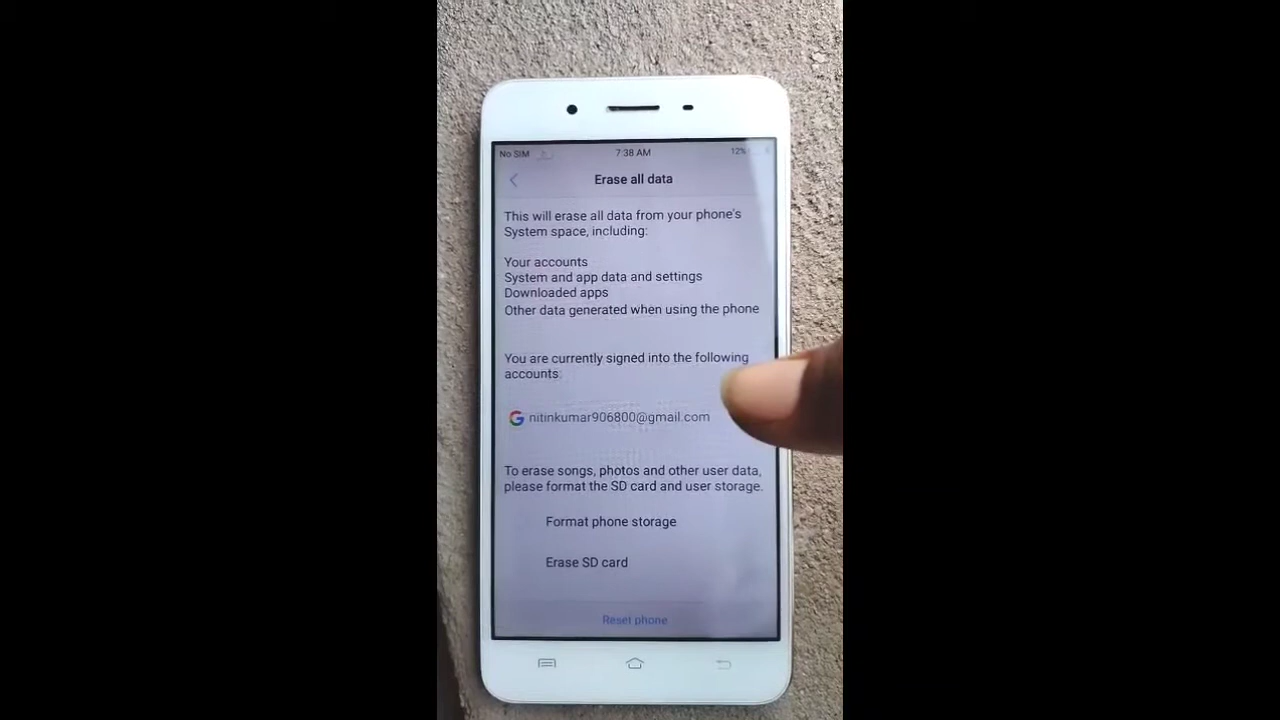 No SIM 7:38 AM 12%
Erase all data
This will erase all data from your phone's
System space, including:
Your accounts
System and app data and settings
Downloaded apps
Other data generated when using the phone
You are currently signed into the following
accounts:
nitinkumar906800@gmail.com
To erase songs, photos and other user data,
please format the SD card and user storage.
Format phone storage
Erase SD card
Reset phone